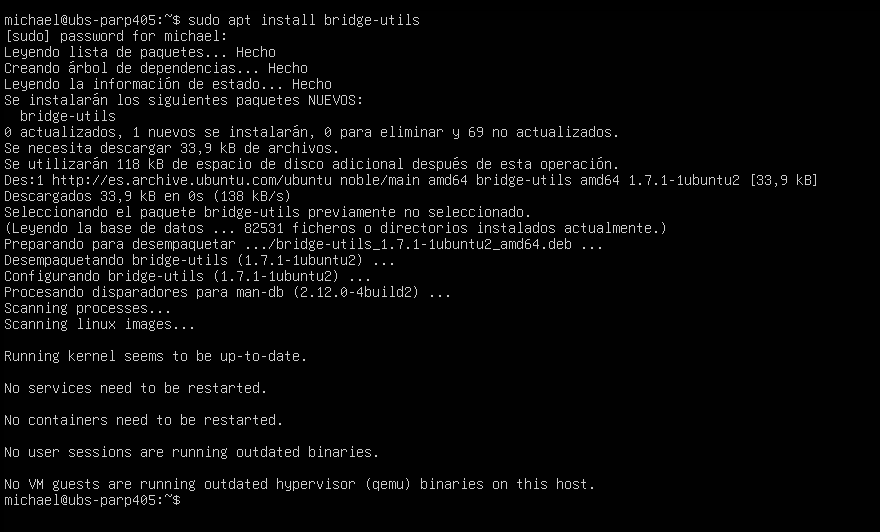 michael@ubs-parp405:~$ sudo apt install bridge-utils
[sudo] password for michael:
Leyendo lista de paquetes... Hecho
Creando árbol de dependencias... Hecho
Leyendo la información de estado... Hecho
Se instalarán los siguientes paquetes NUEVOS:
  bridge-utils
0 actualizados, 1 nuevos se instalarán, 0 para eliminar y 69 no actualizados.
Se necesita descargar 33,9 kB de archivos.
Se utilizarán 118 kB de espacio de disco adicional después de esta operación.
Des:1 http://es.archive.ubuntu.com/ubuntu noble/main amd64 bridge-utils amd64 1.7.1-1ubuntu2 [33,9 kB]
Descargados 33,9 kB en 0s (138 kB/s)
Seleccionando el paquete bridge-utils previamente no seleccionado.
(Leyendo la base de datos ... 82531 ficheros o directorios instalados actualmente.)
Preparando para desempaquetar .../bridge-utils_1.7.1-1ubuntu2_amd64.deb ...
Desempaquetando bridge-utils (1.7.1-1ubuntu2) ...
Configurando bridge-utils (1.7.1-1ubuntu2) ...
Procesando disparadores para man-db (2.12.0-4build2) ...
Scanning processes...
Scanning linux images...

Running kernel seems to be up-to-date.

No services need to be restarted.

No containers need to be restarted.

No user sessions are running outdated binaries.

No VM guests are running outdated hypervisor (qemu) binaries on this host.
michael@ubs-parp405:~$